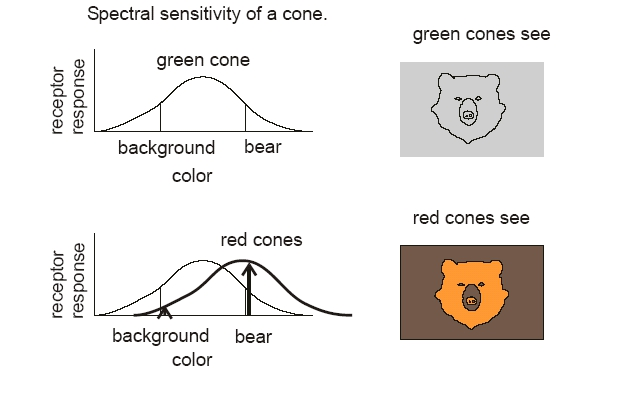 Spectral sensitivity of a cone.
green cones see
green cone
receptor
response
background
bear
color
red cones see
red cones
receptor
response
background
bear
color